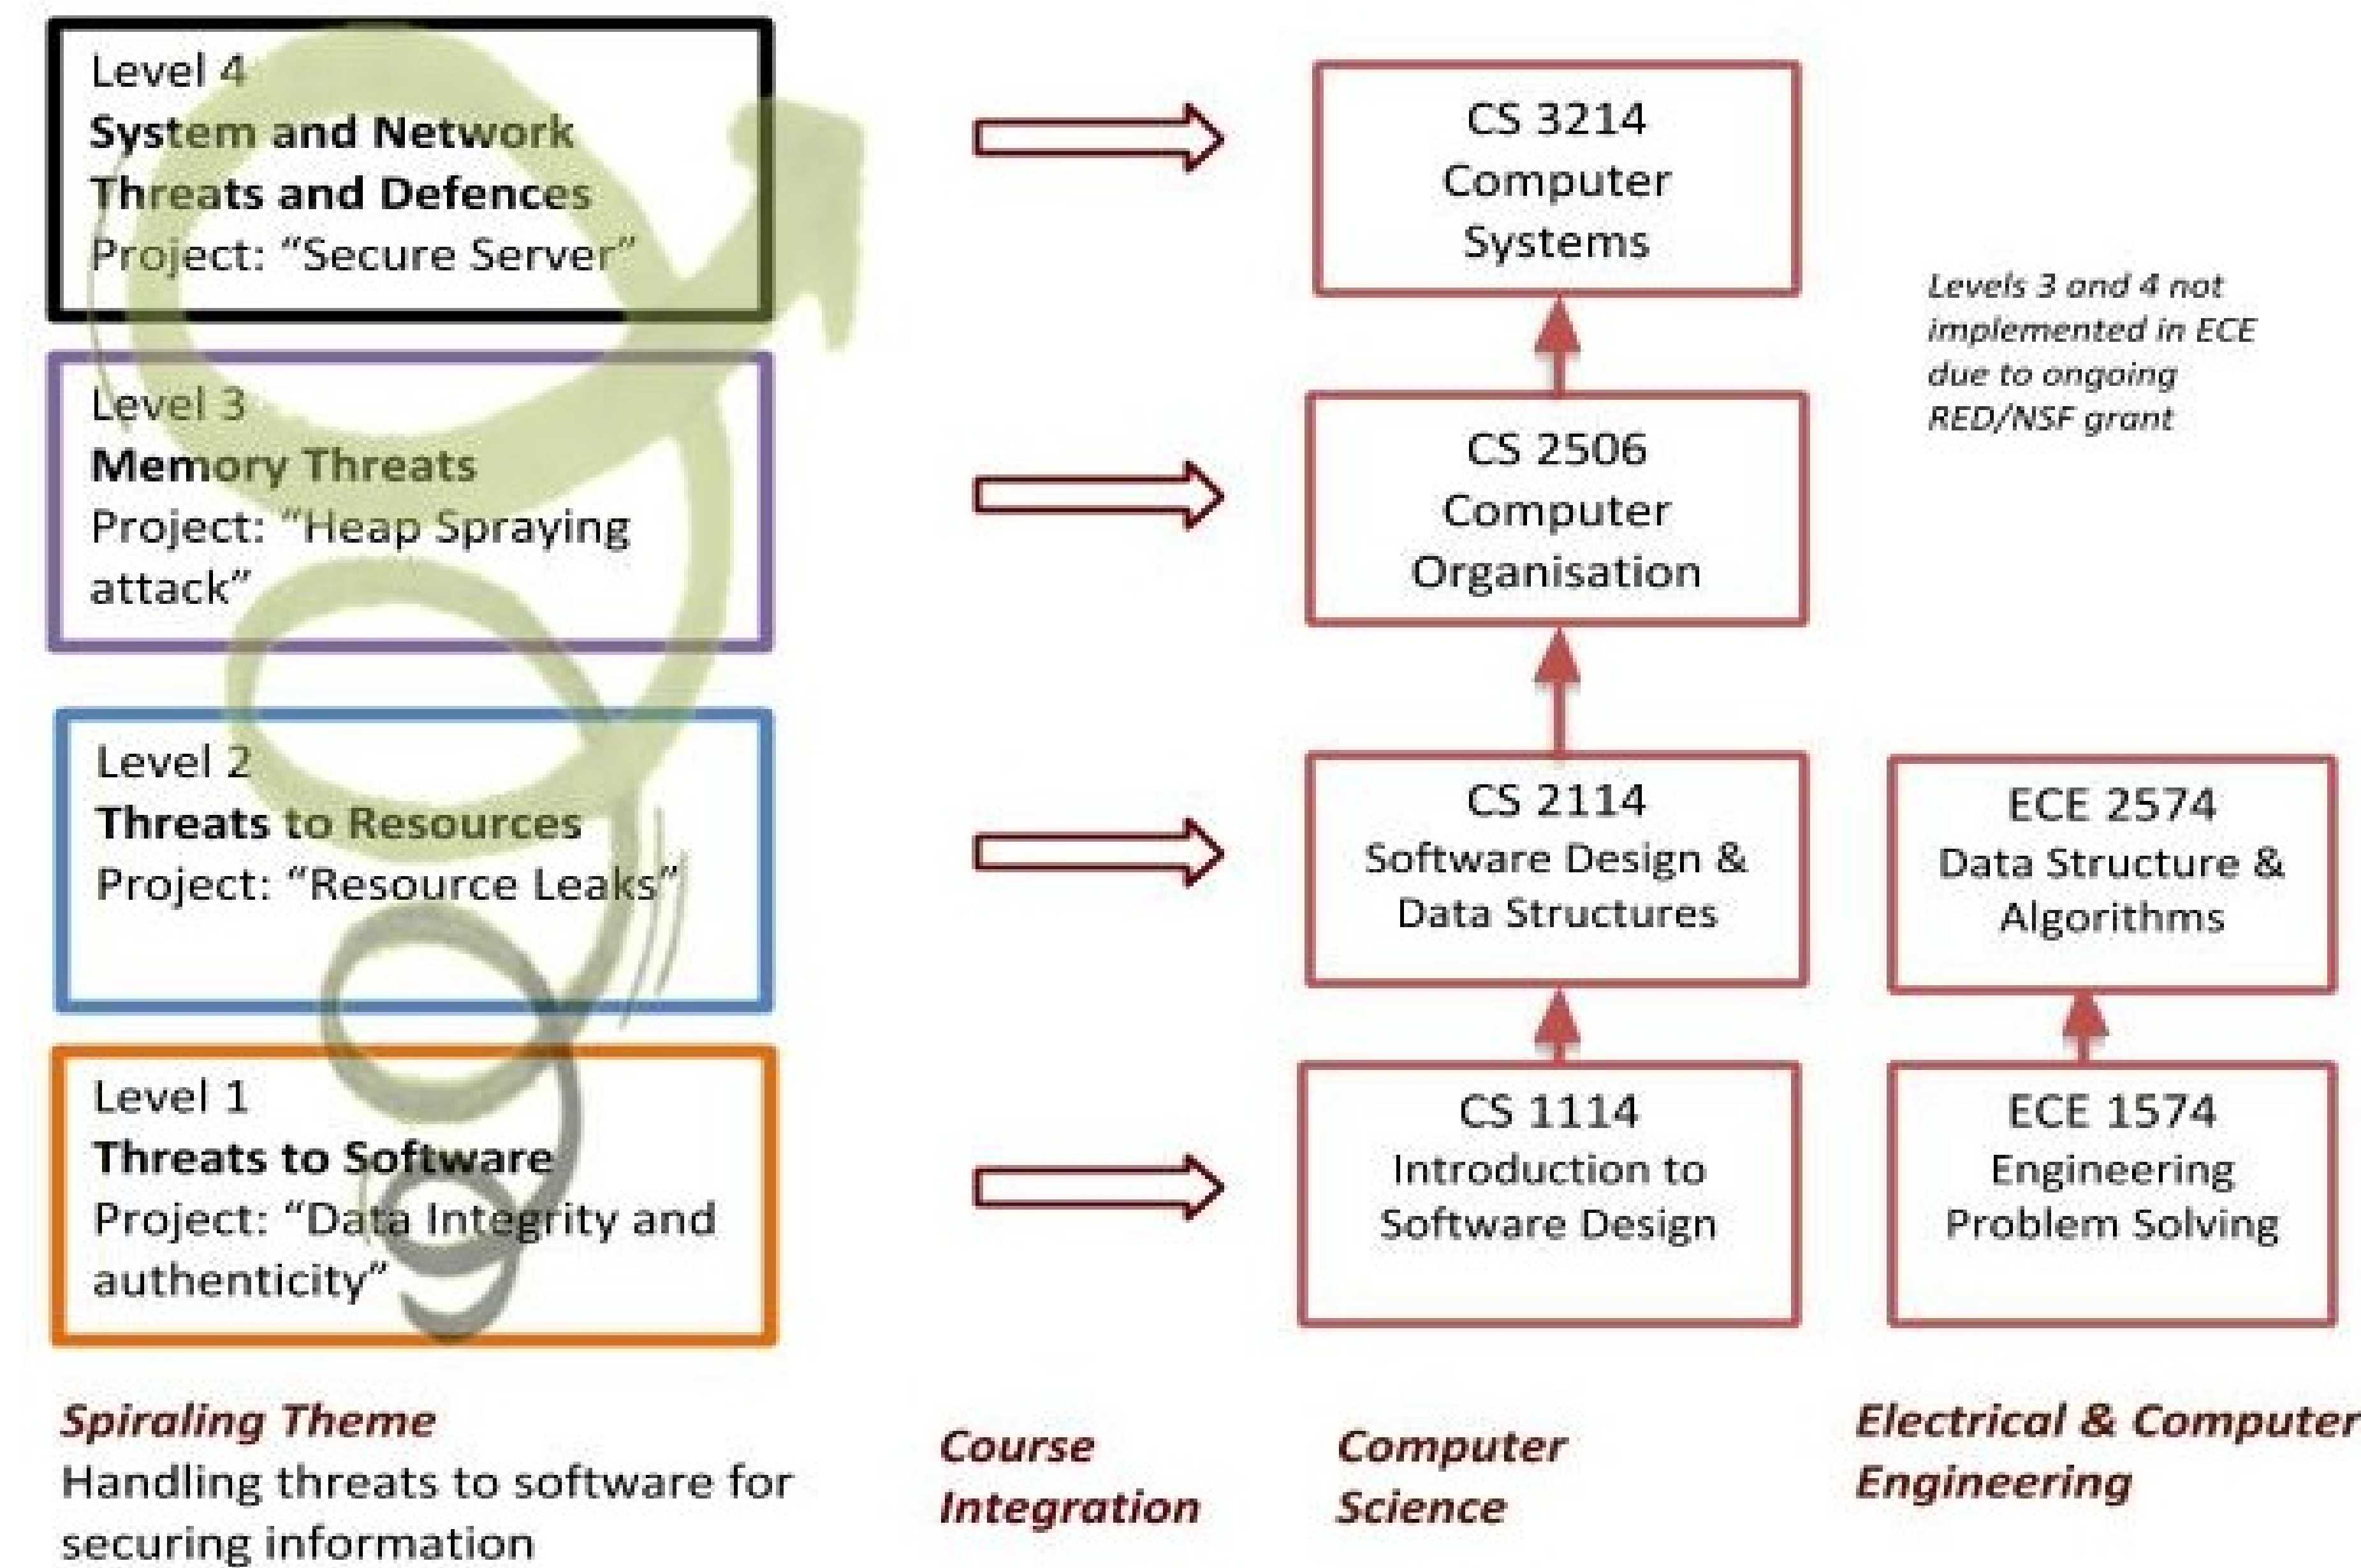 Level 4
System and Network
Threats and Defences
Project: “Secure Server”
Level 3
Memory Threats
Project: “Heap Spraying
attack”
Level 2
Threats to Resources
Project: “Resource Leaks”
Level 1
Threats to Software
Project: “Data Integrity and
authenticity”
Spiraling Theme
Handling threats to software for
securing information
Course
Integration
CS 3214
Computer
Systems
CS 2506
Computer
Organisation
CS 2114
Software Design &
Data Structures
CS 1114
Introduction to
Software Design
Computer
Science
Levels 3 and 4 not
implemented in ECE
due to ongoing
RED/NSF grant
ECE 2574
Data Structure &
Algorithms
ECE 1574
Engineering
Problem Solving
Electrical & Computer
Engineering